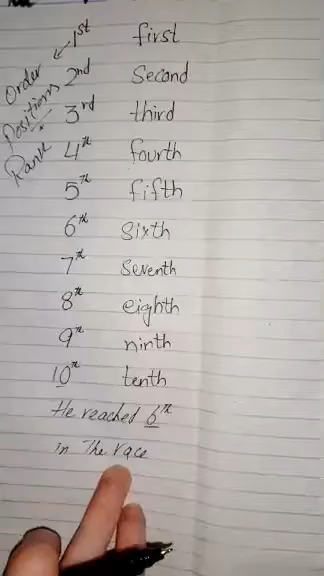 Order
Positions
Rank
1st first
2nd Second
3rd third
4th fourth
5th fifth
6th Sixth
7th Seventh
8th eighth
9th ninth
10th tenth
He reached 6th
in The race